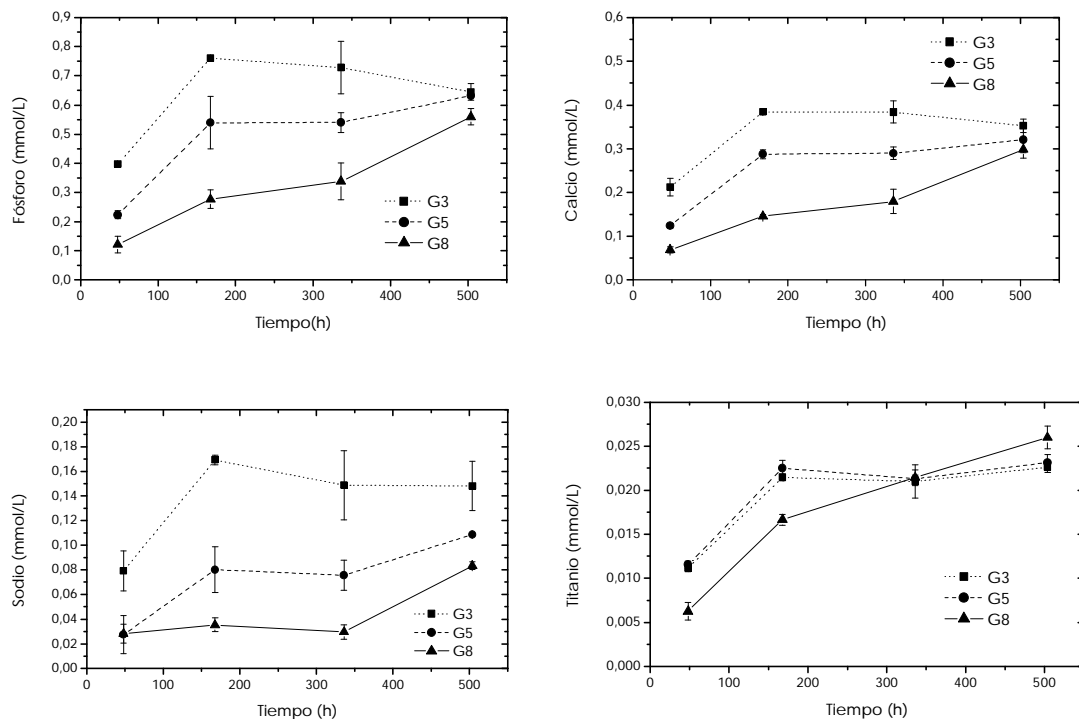 Fósforo (mmol/L)
0,9
0,8
0,7
0,6
0,5
0,4
0,3
0,2
0,1
0,0
G3
G5
G8
0 100 200 300 400 500
Tiempo(h)
Calcio (mmol/L)
0,6
0,5
0,4
0,3
0,2
0,1
0,0
G3
G5
G8
0 100 200 300 400 500
Tiempo (h)
Sodio (mmol/L)
0,20
0,18
0,16
0,14
0,12
0,10
0,08
0,06
0,04
0,02
0,00
G3
G5
G8
0 100 200 300 400 500
Tiempo (h)
Titanio (mmol/L)
0,030
0,025
0,020
0,015
0,010
0,005
0,000
G3
G5
G8
0 100 200 300 400 500
Tiempo (h)